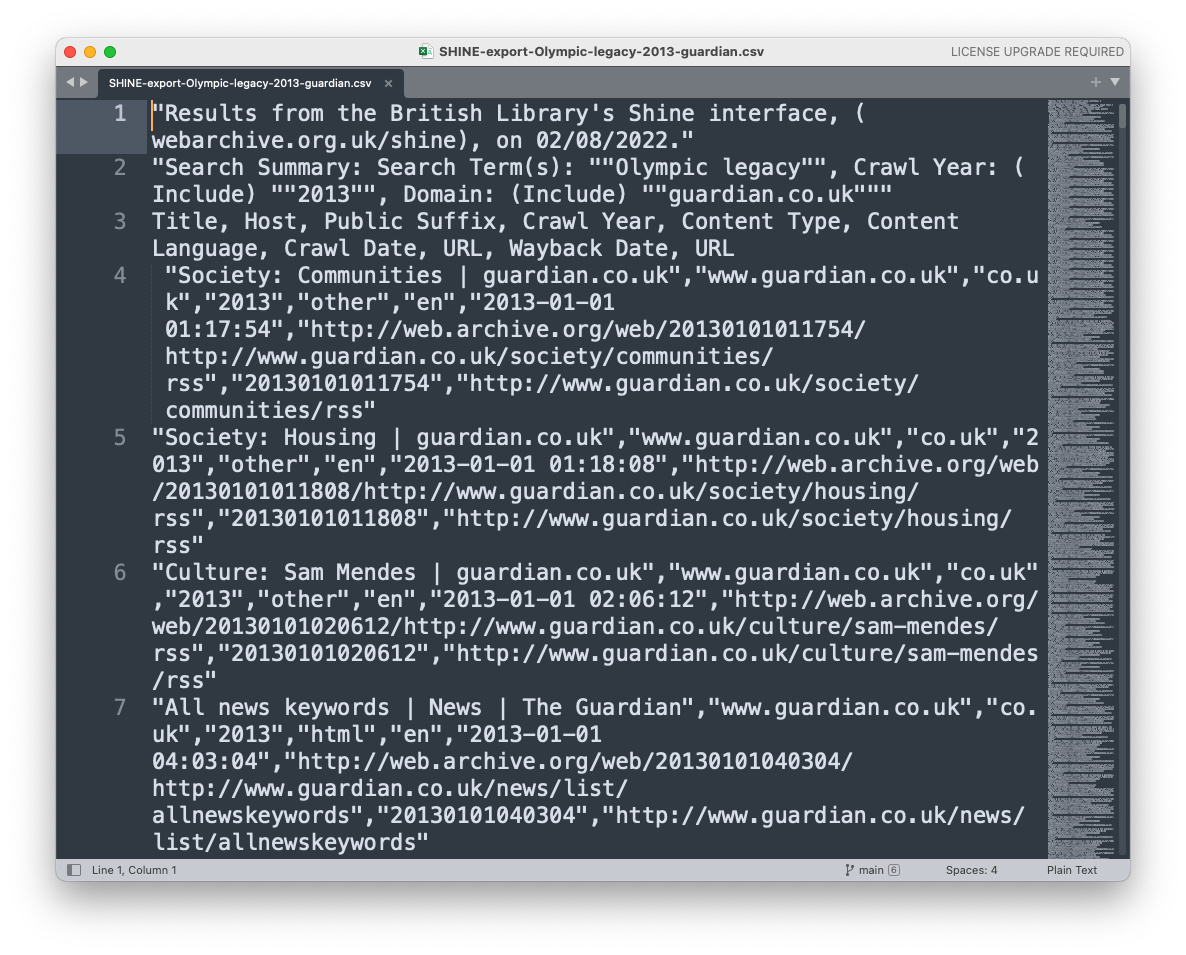 SHINE-export-Olympic-legacy-2013-guardian.csv
LICENSE UPGRADE REQUIRED
SHINE-export-Olympic-legacy-2013-guardian.csv ×
1 "Results from the British Library's Shine interface, (
webarchive.org.uk/shine), on 02/08/2022."
2 "Search Summary: Search Term(s): ""Olympic legacy"", Crawl Year: (
Include) ""2013"", Domain: (Include) ""guardian.co.uk"""
3 Title, Host, Public Suffix, Crawl Year, Content Type, Content
Language, Crawl Date, URL, Wayback Date, URL
4 "Society: Communities | guardian.co.uk","www.guardian.co.uk","co.u
k","2013","other","en","2013-01-01
01:17:54","http://web.archive.org/web/20130101011754/
http://www.guardian.co.uk/society/communities/
rss","20130101011754","http://www.guardian.co.uk/society/
communities/rss"
5 "Society: Housing | guardian.co.uk","www.guardian.co.uk","co.uk","2
013","other","en","2013-01-01 01:18:08","http://web.archive.org/web
/20130101011808/http://www.guardian.co.uk/society/housing/
rss","20130101011808","http://www.guardian.co.uk/society/housing/
rss"
6 "Culture: Sam Mendes | guardian.co.uk","www.guardian.co.uk","co.uk"
,"2013","other","en","2013-01-01 02:06:12","http://web.archive.org/
web/20130101020612/http://www.guardian.co.uk/culture/sam-mendes/
rss","20130101020612","http://www.guardian.co.uk/culture/sam-mendes
/rss"
7 "All news keywords | News | The Guardian","www.guardian.co.uk","co.
uk","2013","html","en","2013-01-01
04:03:04","http://web.archive.org/web/20130101040304/
http://www.guardian.co.uk/news/list/
allnewskeywords","20130101040304","http://www.guardian.co.uk/news/
list/allnewskeywords"
Line 1, Column 1
main 6
Spaces: 4
Plain Text